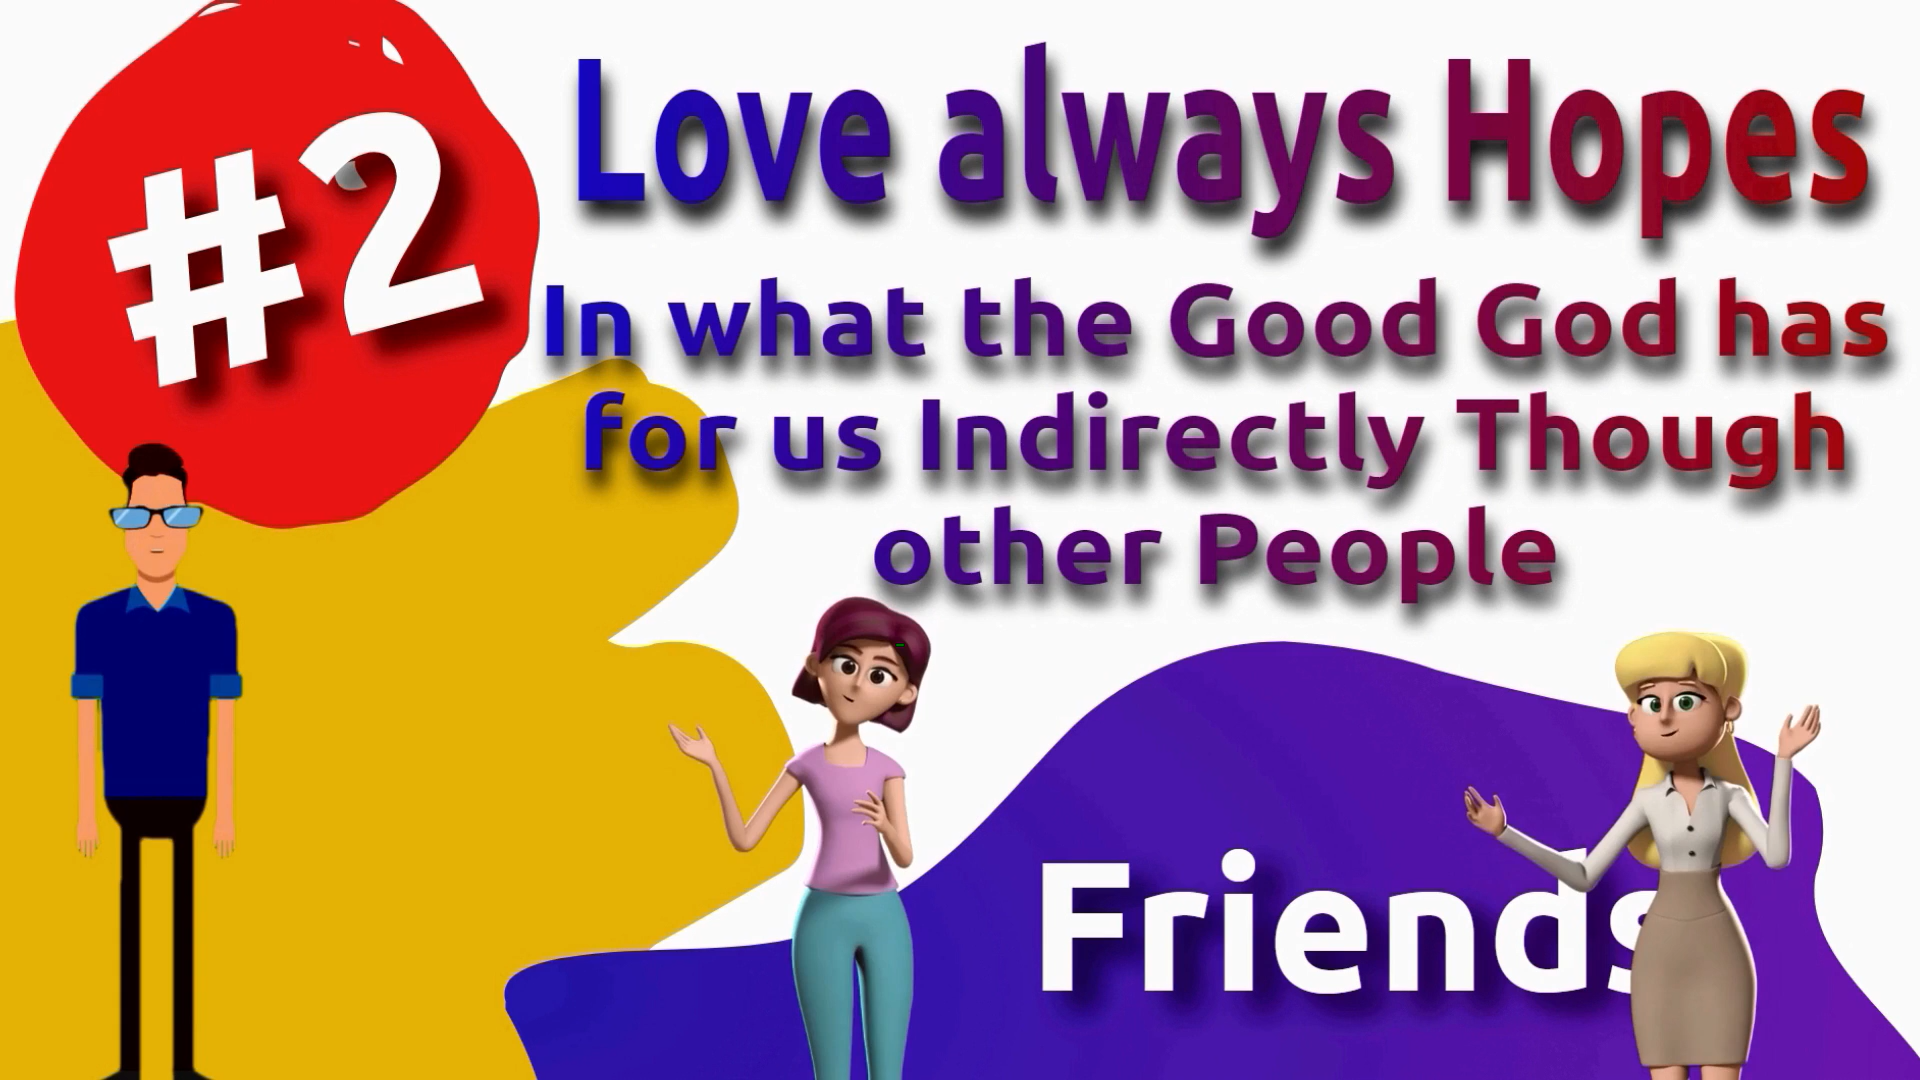 #2
Love always Hopes
In what the Good God has
for us Indirectly Though
other People
Friends